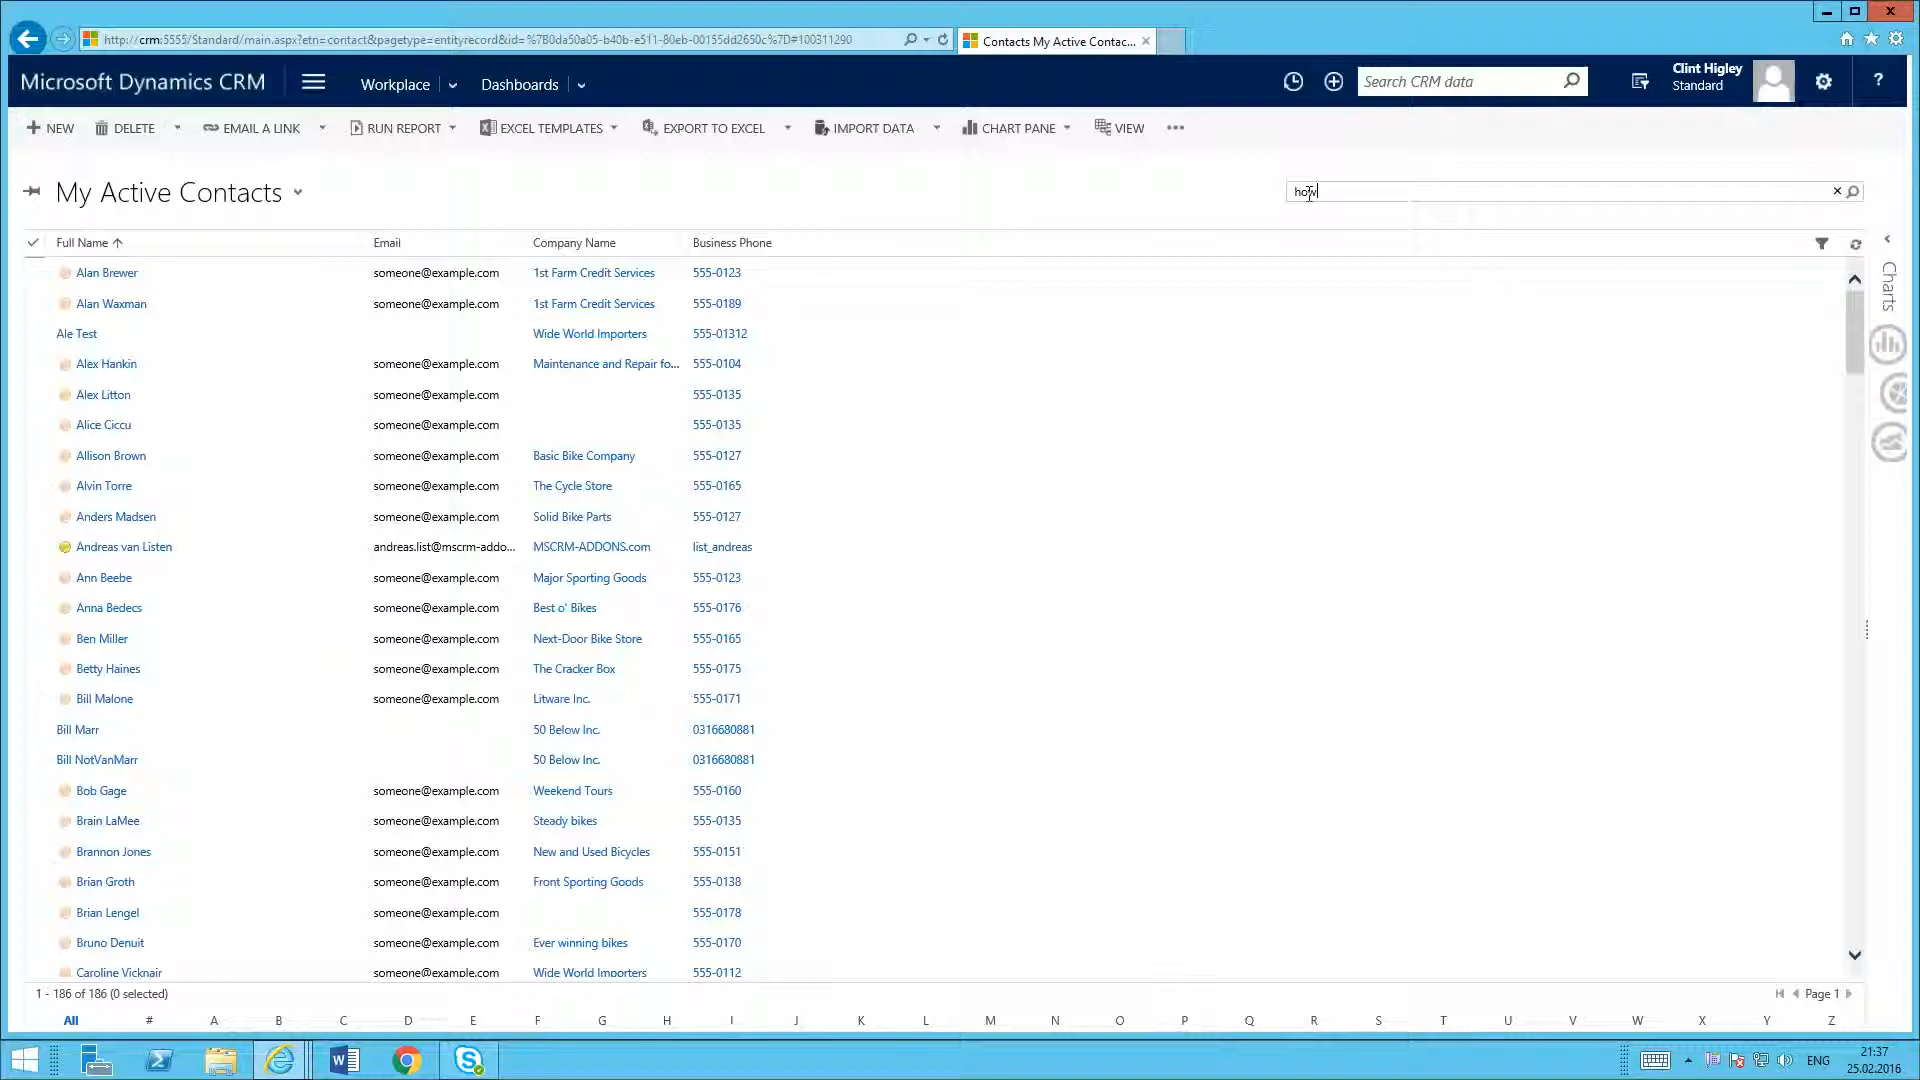 http://crm:5555/Standard/main.aspx?etn=contact&pagetype=entityrecord&id=%7B0da50a05-b40b-e511-80eb-00155dd2650c%7D#100311290
Contacts My Active Contac...
Microsoft Dynamics CRM
Workplace
Dashboards
Search CRM data
Clint Higley
Standard
?
NEW
DELETE
EMAIL A LINK
RUN REPORT
EXCEL TEMPLATES
EXPORT TO EXCEL
IMPORT DATA
CHART PANE
VIEW
My Active Contacts
how
Full Name Email Company Name Business Phone
Charts
Alan Brewer someone@example.com 1st Farm Credit Services 555-0123
Alan Waxman someone@example.com 1st Farm Credit Services 555-0189
Ale Test Wide World Importers 555-01312
Alex Hankin someone@example.com Maintenance and Repair fo... 555-0104
Alex Litton someone@example.com 555-0135
Alice Ciccu someone@example.com 555-0135
Allison Brown someone@example.com Basic Bike Company 555-0127
Alvin Torre someone@example.com The Cycle Store 555-0165
Anders Madsen someone@example.com Solid Bike Parts 555-0127
Andreas van Listen andreas.list@mscrm-addo... MSCRM-ADDONS.com list_andreas
Ann Beebe someone@example.com Major Sporting Goods 555-0123
Anna Bedecs someone@example.com Best o' Bikes 555-0176
Ben Miller someone@example.com Next-Door Bike Store 555-0165
Betty Haines someone@example.com The Cracker Box 555-0175
Bill Malone someone@example.com Litware Inc. 555-0171
Bill Marr 50 Below Inc. 0316680881
Bill NotVanMarr 50 Below Inc. 0316680881
Bob Gage someone@example.com Weekend Tours 555-0160
Brain LaMee someone@example.com Steady bikes 555-0135
Brannon Jones someone@example.com New and Used Bicycles 555-0151
Brian Groth someone@example.com Front Sporting Goods 555-0138
Brian Lengel someone@example.com 555-0178
Bruno Denuit someone@example.com Ever winning bikes 555-0170
Caroline Vicknair someone@example.com Wide World Importers 555-0112
1 - 186 of 186 (0 selected)
Page 1
All # A B C D E F G H I J K L M N O P Q R S T U V W X Y Z
ENG
21:37
25.02.2016